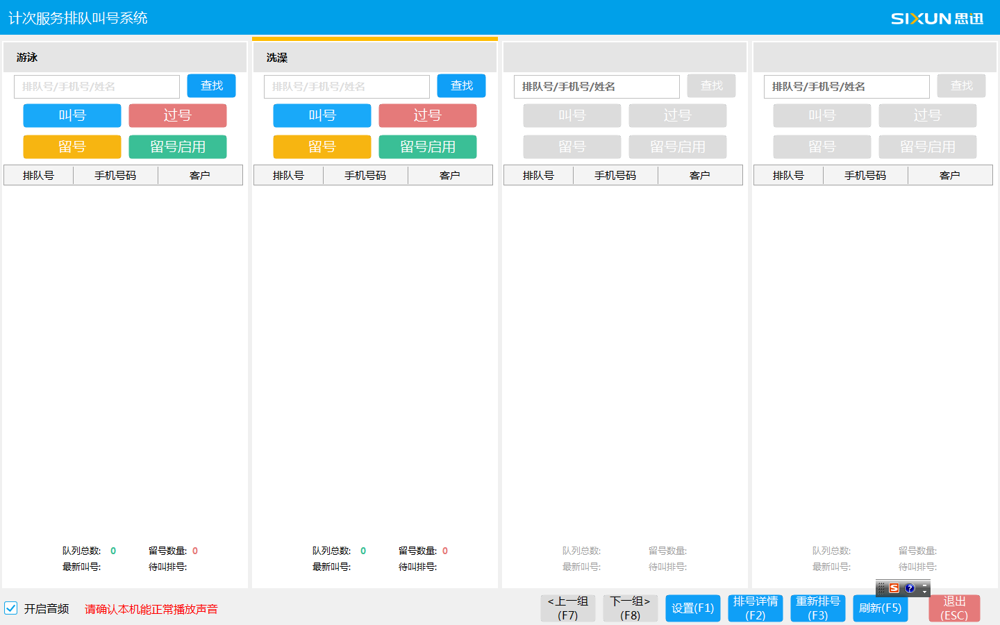 计次服务排队叫号系统
SIXUN思迅
游泳
洗澡
排队号/手机号/姓名 查找
排队号/手机号/姓名 查找
排队号/手机号/姓名 查找
排队号/手机号/姓名 查找
叫号 过号
叫号 过号
叫号 过号
叫号 过号
留号 留号启用
留号 留号启用
留号 留号启用
留号 留号启用
排队号 手机号码 客户
排队号 手机号码 客户
排队号 手机号码 客户
排队号 手机号码 客户
队列总数: 0 留号数量: 0
队列总数: 0 留号数量: 0
队列总数: 留号数量:
队列总数: 留号数量:
最新叫号: 待叫排号:
最新叫号: 待叫排号:
最新叫号: 待叫排号:
最新叫号: 待叫排号:
开启音频 请确认本机能正常播放声音
<上一组
(F7)
下一组>
(F8)
设置(F1)
排号详情
(F2)
重新排号
(F3)
刷新(F5)
S ?
退出
(ESC)